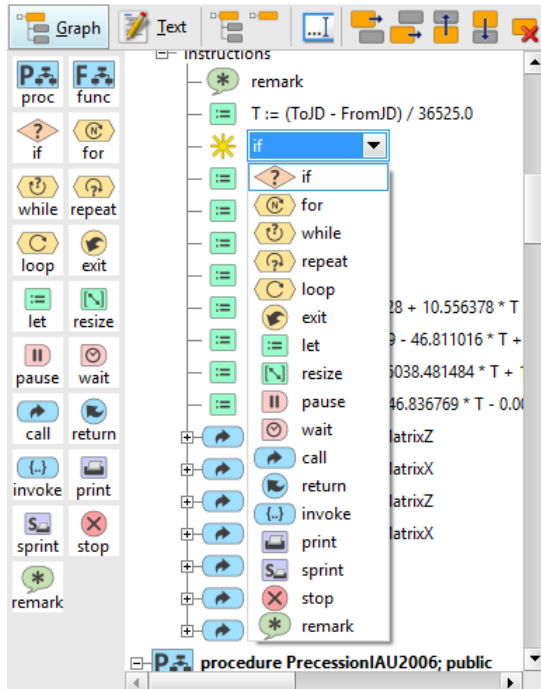 Graph Text
Instructions
proc func
if for
while repeat
loop exit
let resize
pause wait
call return
invoke print
sprint stop
remark
remark
T := (ToJD - FromJD) / 36525.0
if
if
for
while
repeat
loop
exit
let
resize
pause
wait
call
return
invoke
print
sprint
stop
remark
28 + 10.556378 * T
- 46.811016 * T +
5038.481484 * T +
46.836769 * T - 0.00
latrixZ
latrixX
latrixZ
latrixX
procedure PrecessionIAU2006; public